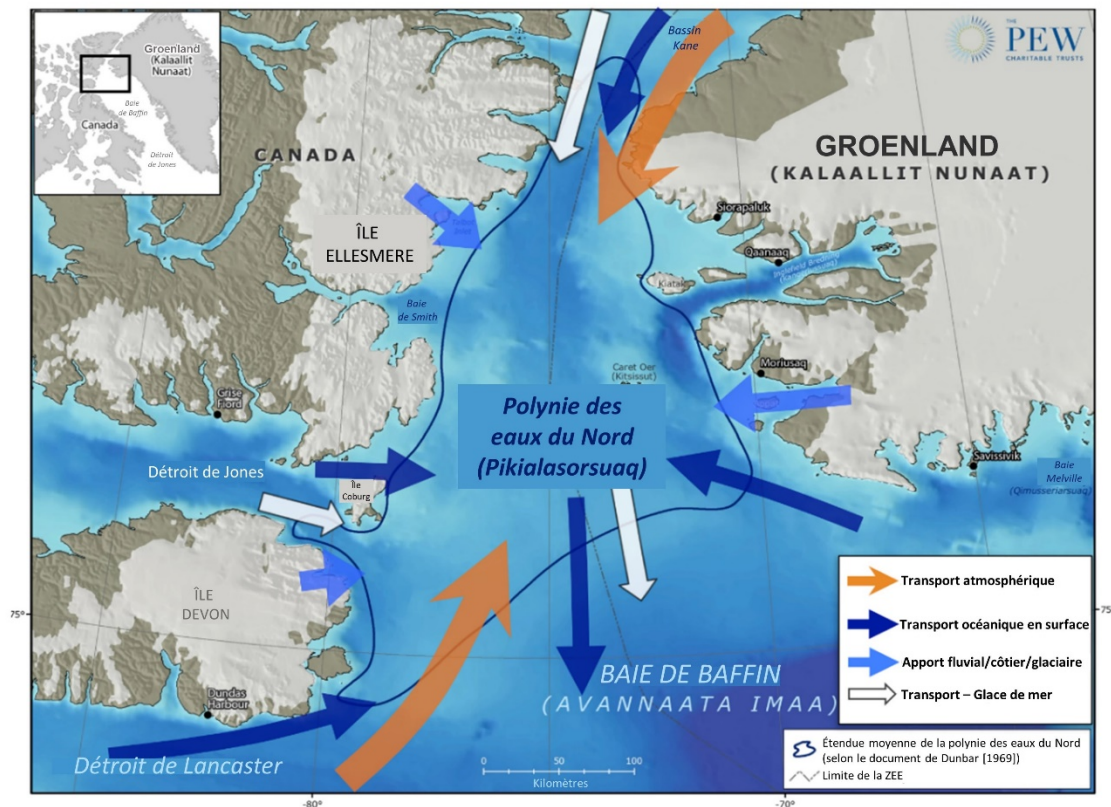 Groenland
(Kalaallit
Nunaat)
Baie
de Baffin
Canada
Détroit
de Jones
Bassin
Kane
THE
PEW
CHARITABLE TRUSTS
CANADA
GROENLAND
(KALAALLIT NUNAAT)
ÎLE
ELLESMERE
Siorapaluk
Qaanaaq
Inglefield Bredning
Kiatak
Baie
de Smith
Moriusaq
Caret Oer
(Kitsissut)
Grise
Fjord
Polynie des
eaux du Nord
(Pikialasorsuaq)
Savissivik
Baie
Melville
(Qimusseriarsuaq)
Détroit de Jones
Île
Coburg
ÎLE
DEVON
75°
75°
Transport atmosphérique
Transport océanique en surface
Apport fluvial/côtier/glaciaire
Transport – Glace de mer
BAIE DE BAFFIN
(AVANNAATA IMAA)
Dundas
Harbour
Détroit de Lancaster
0 50 100
Kilomètres
Étendue moyenne de la polynie des eaux du Nord
(selon le document de Dunbar [1969])
Limite de la ZEE
-80°
-70°